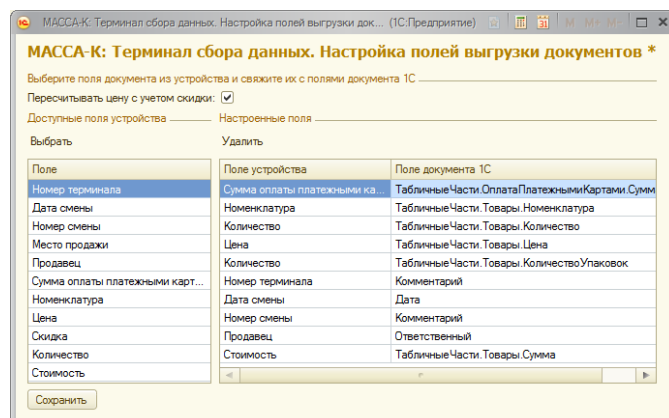 МАССА-К: Терминал сбора данных. Настройка полей выгрузки док... (1С:Предприятие) M M+ M-
МАССА-К: Терминал сбора данных. Настройка полей выгрузки документов *
Выберите поля документа из устройства и свяжите их с полями документа 1С
Пересчитывать цену с учетом скидки:
Доступные поля устройства Настроенные поля
Выбрать Удалить
Поле Поле устройства Поле документа 1С
Номер терминала Сумма оплаты платежными ка... ТабличныеЧасти.ОплатаПлатежнымиКартами.Сумм
Дата смены Номенклатура ТабличныеЧасти.Товары.Номенклатура
Номер смены Количество ТабличныеЧасти.Товары.Количество
Место продажи Цена ТабличныеЧасти.Товары.Цена
Продавец Количество ТабличныеЧасти.Товары.КоличествоУпаковок
Сумма оплаты платежными карт... Номер терминала Комментарий
Номенклатура Дата смены Дата
Цена Номер смены Комментарий
Скидка Продавец Ответственный
Количество Стоимость ТабличныеЧасти.Товары.Сумма
Стоимость
Сохранить